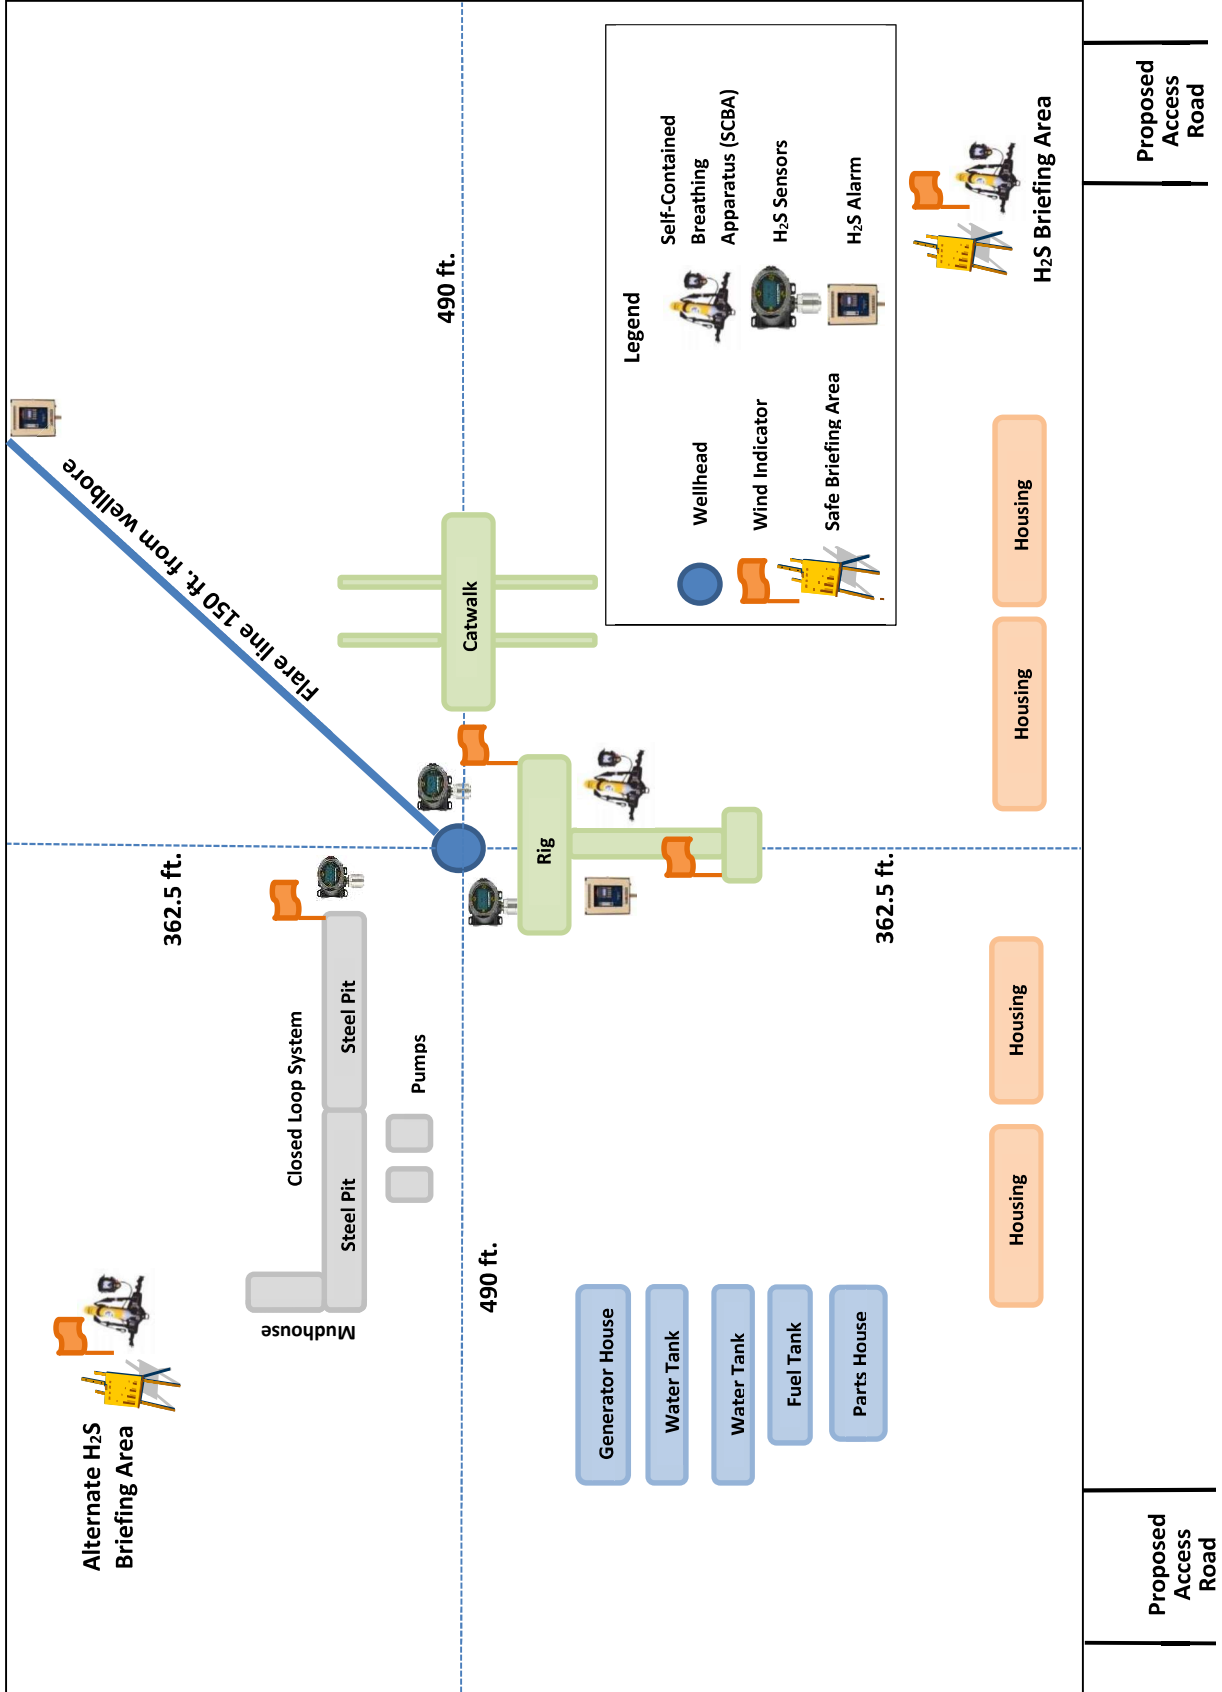 Alternate H2S
Briefing Area
Mudhouse
Closed Loop System
Steel Pit
Steel Pit
Pumps
362.5 ft.
Flare line 150 ft. from wellbore
490 ft.
490 ft.
Catwalk
Rig
362.5 ft.
Generator House
Water Tank
Water Tank
Fuel Tank
Parts House
Legend
Wellhead
Wind Indicator
Safe Briefing Area
Self-Contained
Breathing
Apparatus (SCBA)
H2S Sensors
H2S Alarm
H2S Briefing Area
Housing
Housing
Housing
Housing
Proposed
Access
Road
Proposed
Access
Road